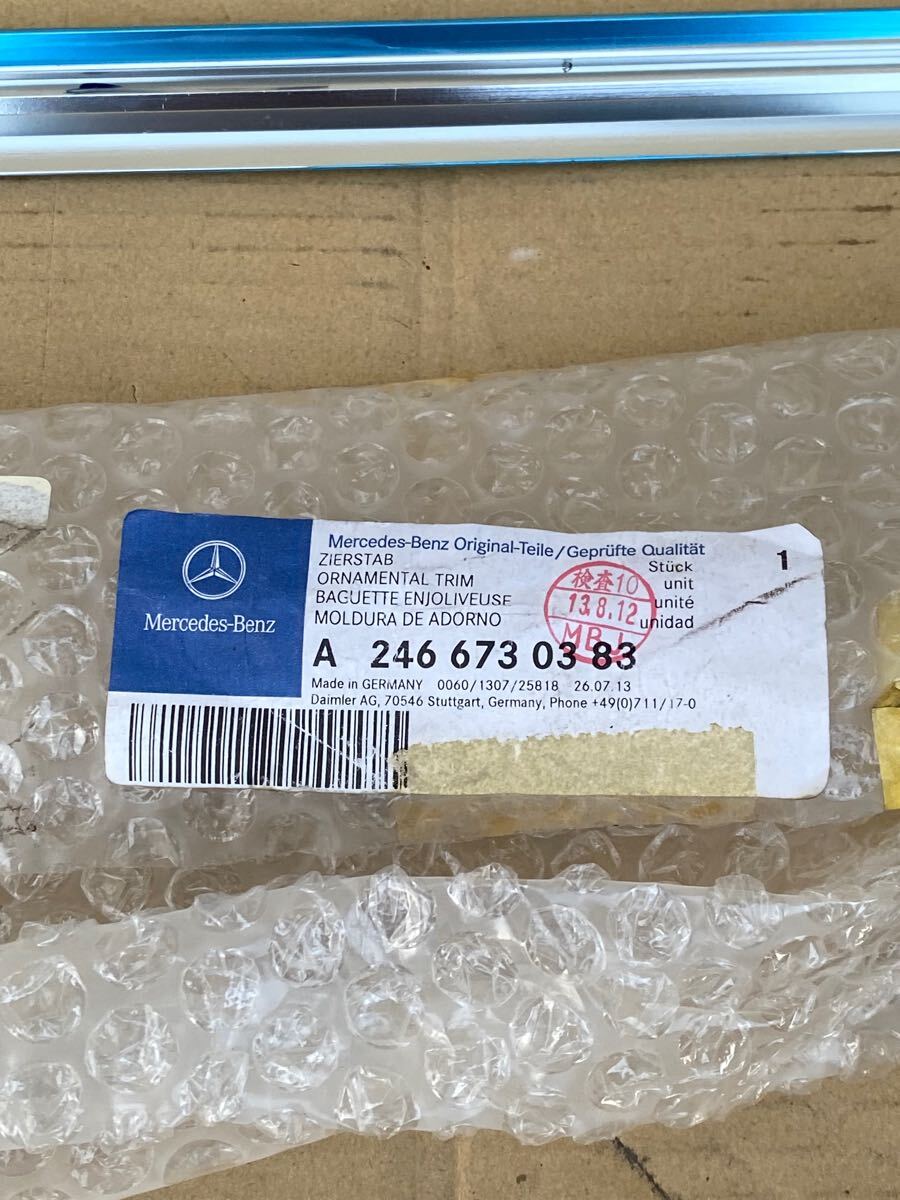 Mercedes-Benz
Mercedes-Benz Original-Teile/Geprüfte Qualität
ZIERSTAB
ORNAMENTAL TRIM
BAGUETTE ENJOLIVEUSE
MOLDURA DE ADORNO
Stück
unit
unité
unidad
1
検査10
13.8.12
MBJ
A 246 673 03 83
Made in GERMANY 0060/1307/25818 26.07.13
Daimler AG, 70546 Stuttgart, Germany, Phone +49(0)711/17-0